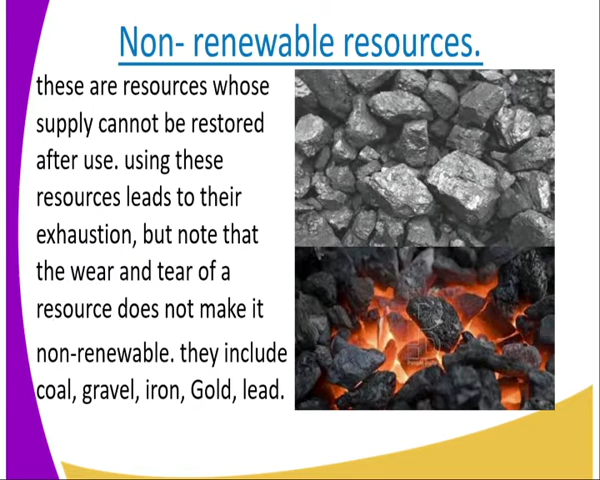 Non- renewable resources.
these are resources whose
supply cannot be restored
after use. using these
resources leads to their
exhaustion, but note that
the wear and tear of a
resource does not make it
non-renewable. they include
coal, gravel, iron, Gold, lead.